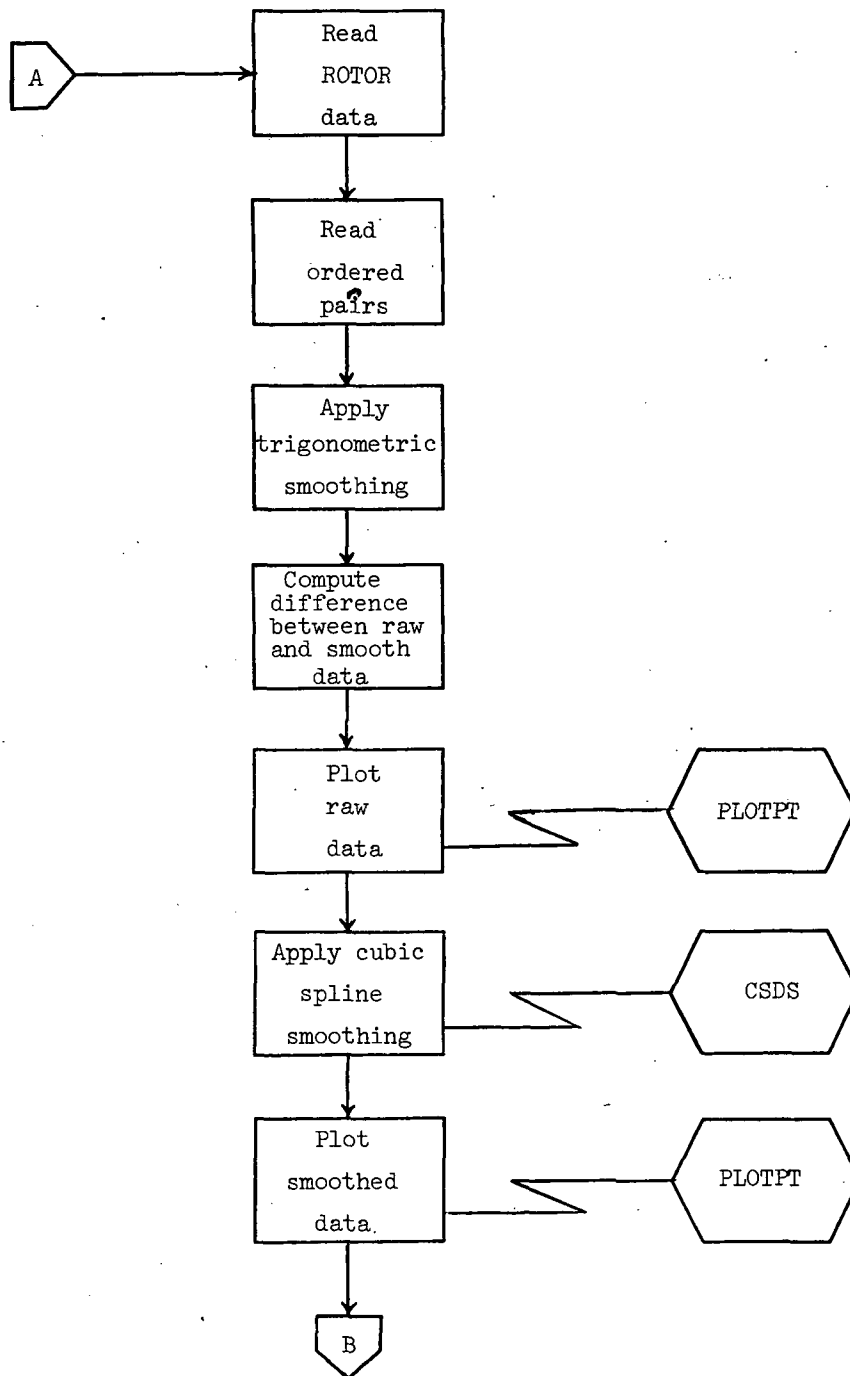 A
Read
ROTOR
data
Read
ordered
pairs
Apply
trigonometric
smoothing
Compute
difference
between raw
and smooth
data
Plot
raw
data
PLOTPT
Apply cubic
spline
smoothing
CSDS
Plot
smoothed
data
PLOTPT
B